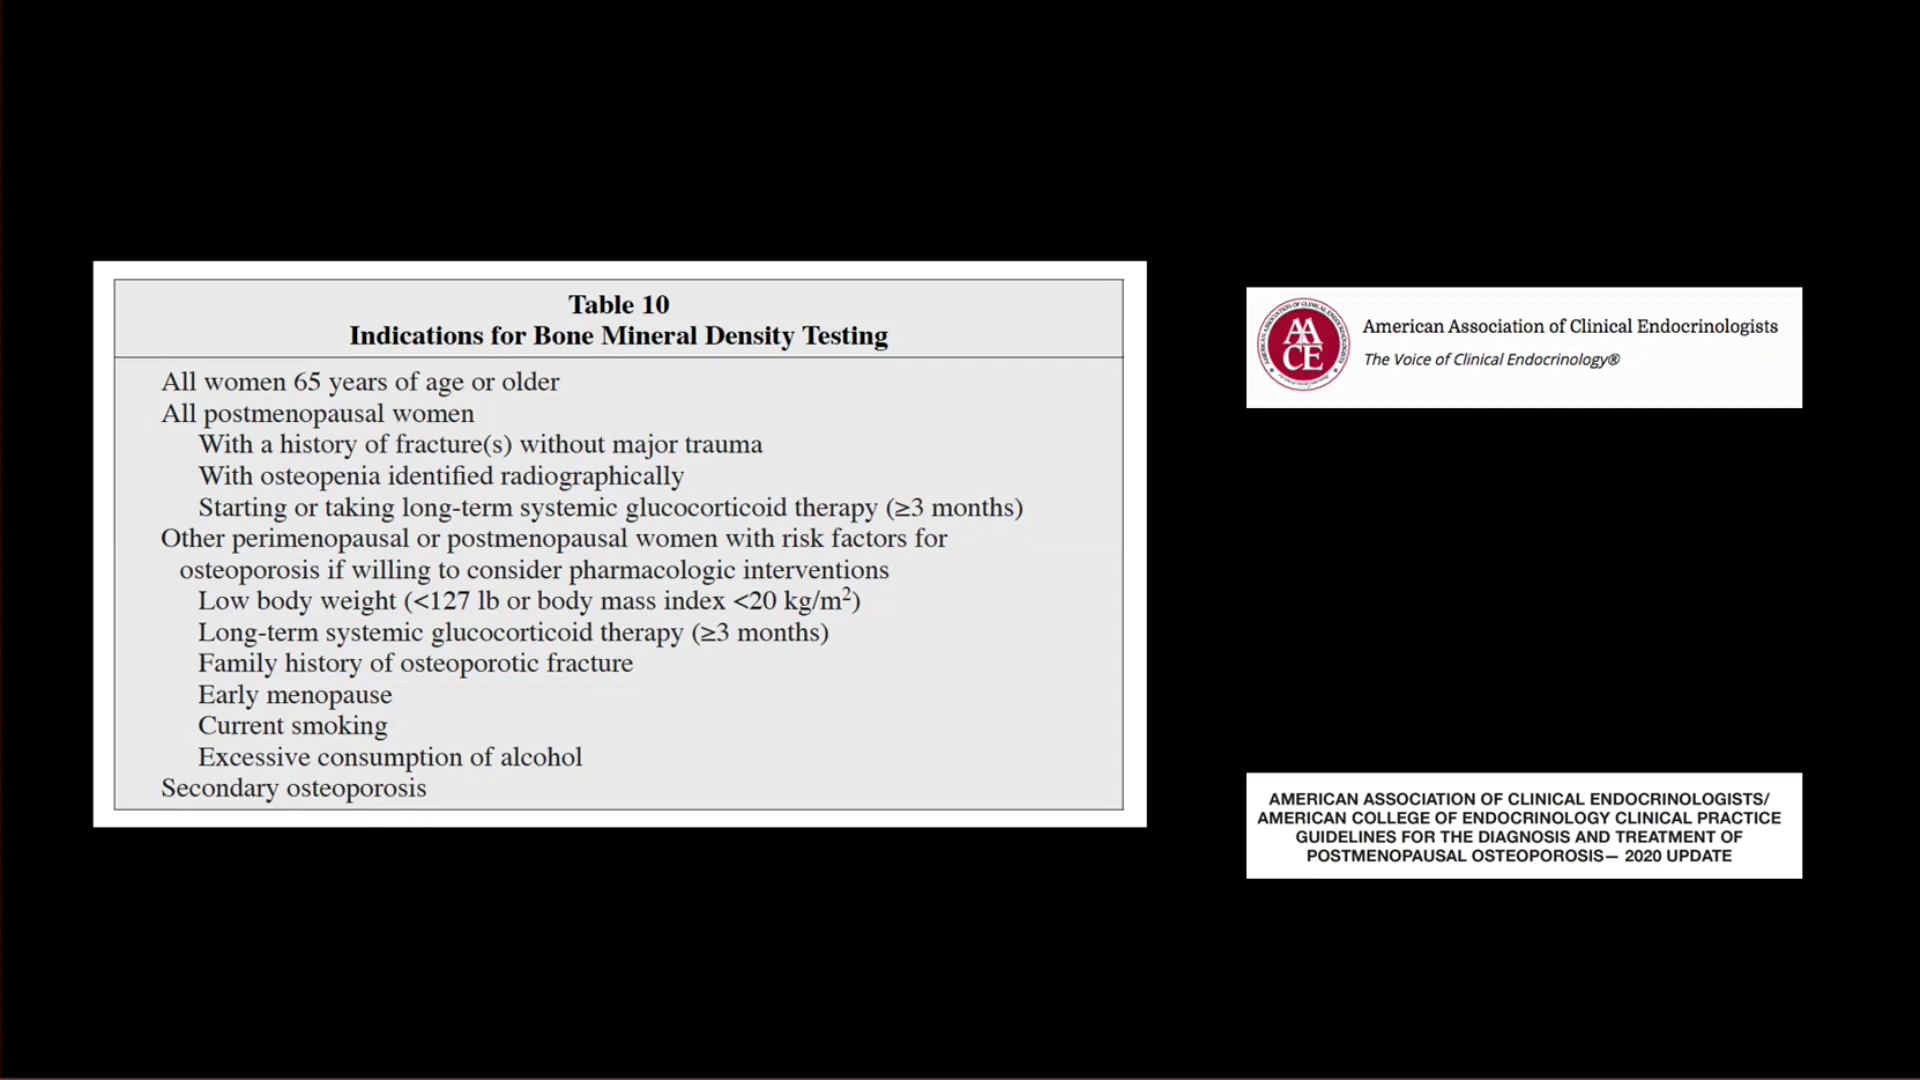 Table 10
Indications for Bone Mineral Density Testing
All women 65 years of age or older
All postmenopausal women
With a history of fracture(s) without major trauma
With osteopenia identified radiographically
Starting or taking long-term systemic glucocorticoid therapy (≥3 months)
Other perimenopausal or postmenopausal women with risk factors for
osteoporosis if willing to consider pharmacologic interventions
Low body weight (<127 lb or body mass index <20 kg/m²)
Long-term systemic glucocorticoid therapy (≥3 months)
Family history of osteoporotic fracture
Early menopause
Current smoking
Excessive consumption of alcohol
Secondary osteoporosis
AA
CE
American Association of Clinical Endocrinologists
The Voice of Clinical Endocrinology®
AMERICAN ASSOCIATION OF CLINICAL ENDOCRINOLOGISTS/
AMERICAN COLLEGE OF ENDOCRINOLOGY CLINICAL PRACTICE
GUIDELINES FOR THE DIAGNOSIS AND TREATMENT OF
POSTMENOPAUSAL OSTEOPOROSIS— 2020 UPDATE